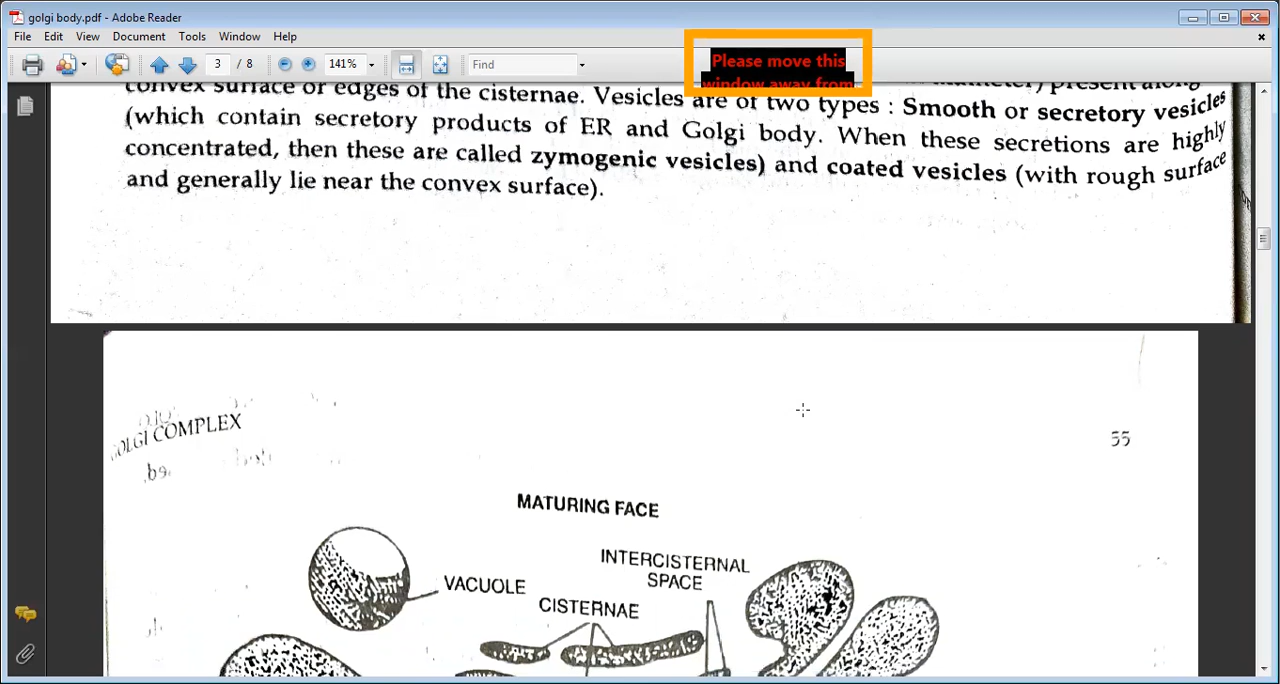 golgi body.pdf - Adobe Reader
File Edit View Document Tools Window Help
3 / 8 141% Find
Please move this
window away from
convex surface or edges of the cisternae. Vesicles are of two types : Smooth or secretory vesicles
(which contain secretory products of ER and Golgi body. When these secretions are highly
concentrated, then these are called zymogenic vesicles) and coated vesicles (with rough surface
and generally lie near the convex surface).
GOLGI COMPLEX
55
MATURING FACE
INTERCISTERNAL
SPACE
VACUOLE
CISTERNAE